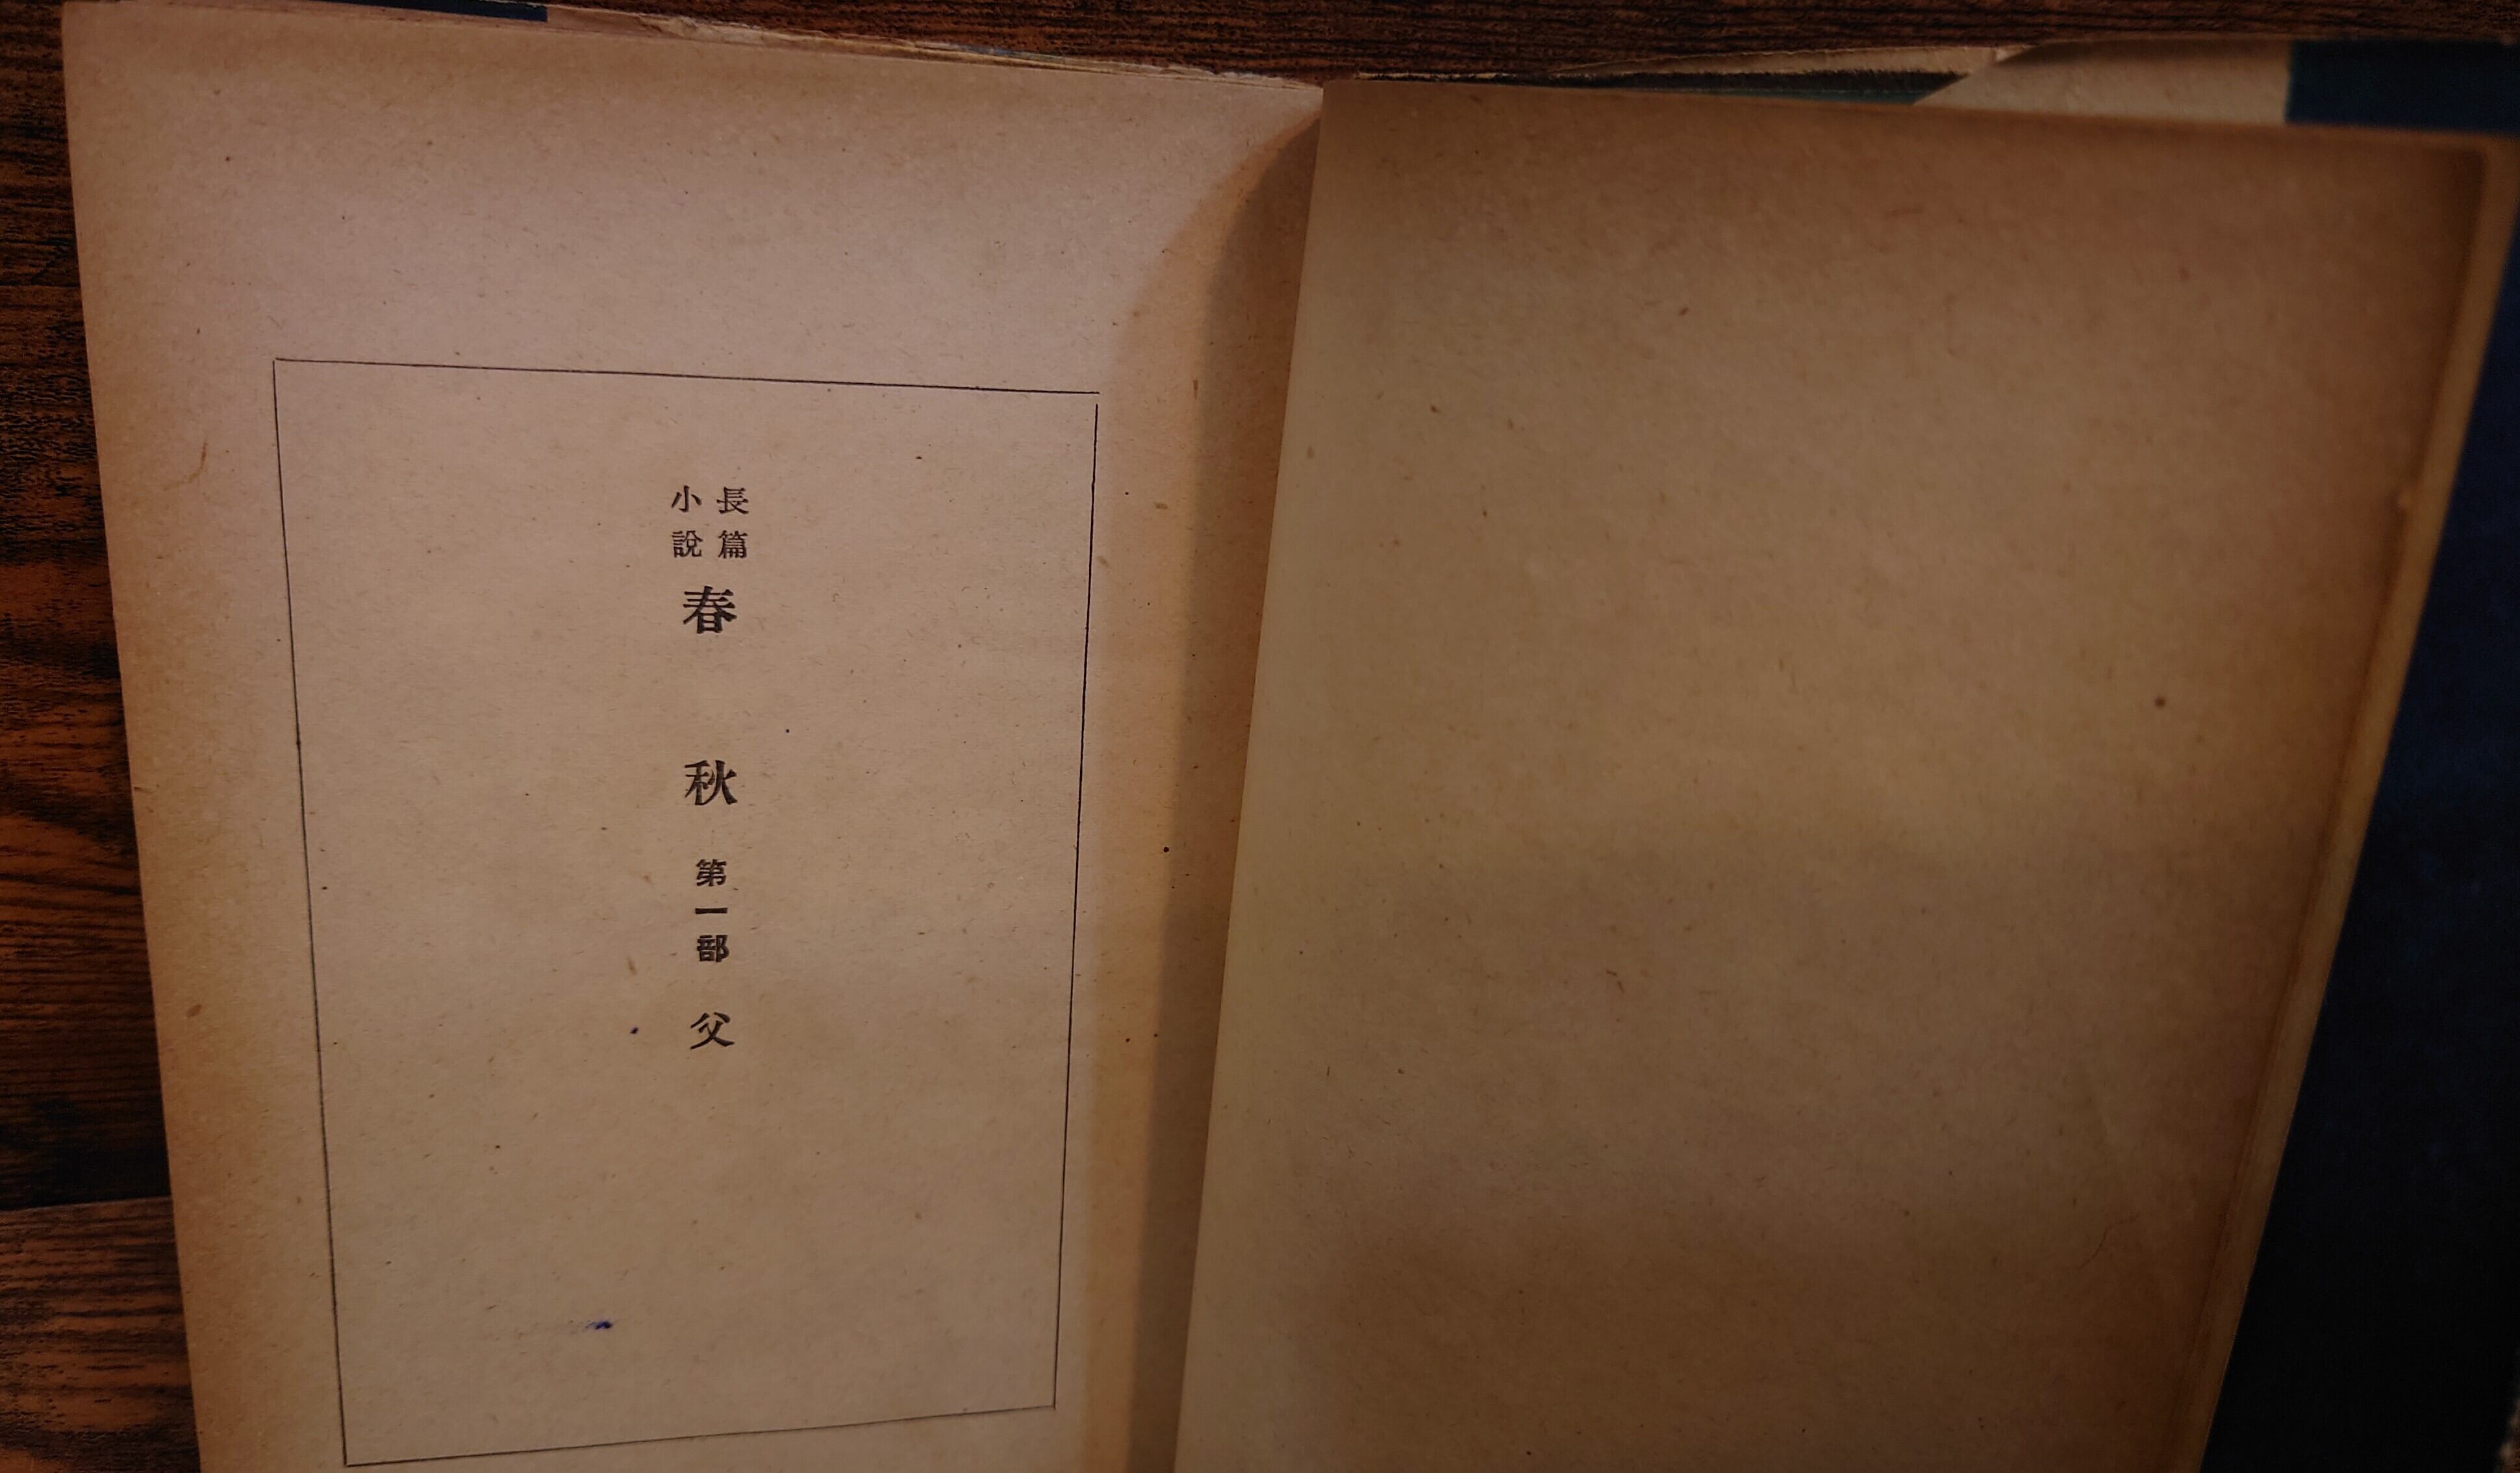 長篇
小說
春秋 第一部 父